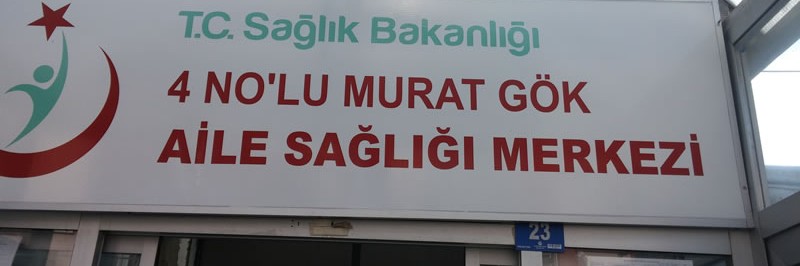 T.C. Sağlık Bakanlığı
4 NO'LU MURAT GÖK
AİLE SAĞLIĞI MERKEZİ
23